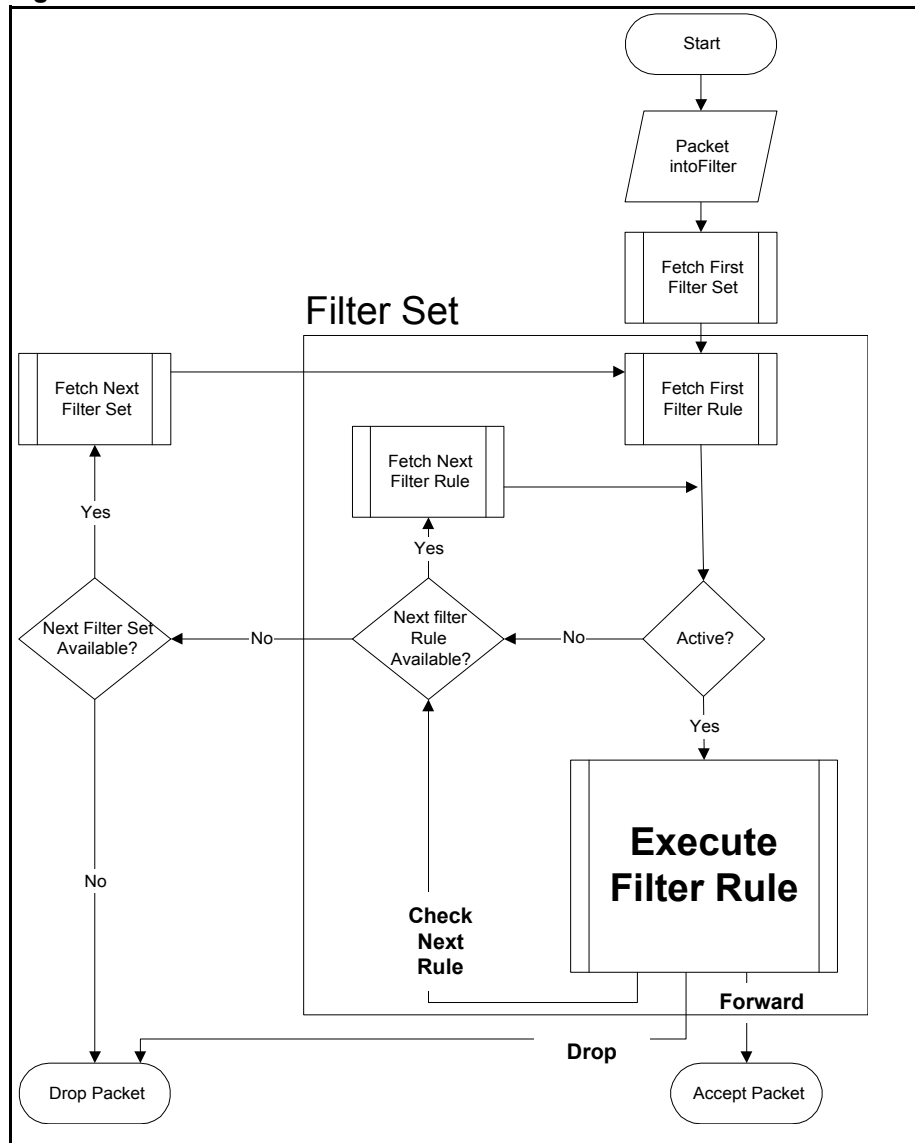 Start
Packet
intoFilter
Fetch First
Filter Set
Filter Set
Fetch Next
Filter Set
Fetch First
Filter Rule
Fetch Next
Filter Rule
Yes
Yes
Next Filter Set
Available?
No
Next filter
Rule
Available?
No
Active?
Yes
Execute
Filter Rule
No
Check
Next
Rule
Forward
Drop
Drop Packet
Accept Packet